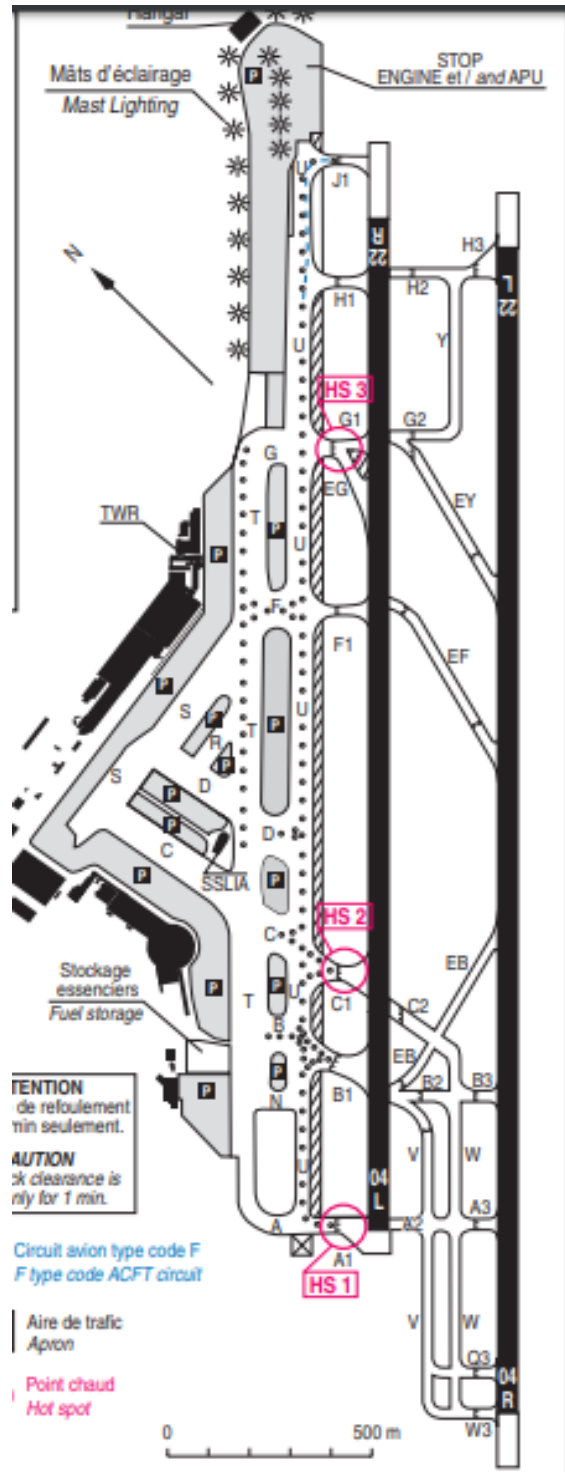 Hangar
Mâts d'éclairage
Mast Lighting
STOP
ENGINE et / and APU
P
N
U
J1
22
R
H3
H1
H2
22
L
U
Y
HS 3
G1
G2
G
EG
EY
TWR
T
P
P
U
F
F1
EF
P
S
P
R
P
T
P
U
S
D
P
P
D
C
SSLIA
P
P
HS 2
C
EB
Stockage
essenciers
Fuel storage
P
T
P
U
C1
C2
B
EB
B2
B3
P
P
N
B1
TENTION
de refoulement
min seulement.
AUTION
ck clearance is
nly for 1 min.
V
W
U
04
L
A
A2
A3
A1
HS 1
Circuit avion type code F
F type code ACFT circuit
V
W
Aire de trafic
Apron
Q3
04
R
Point chaud
Hot spot
W3
0
500 m